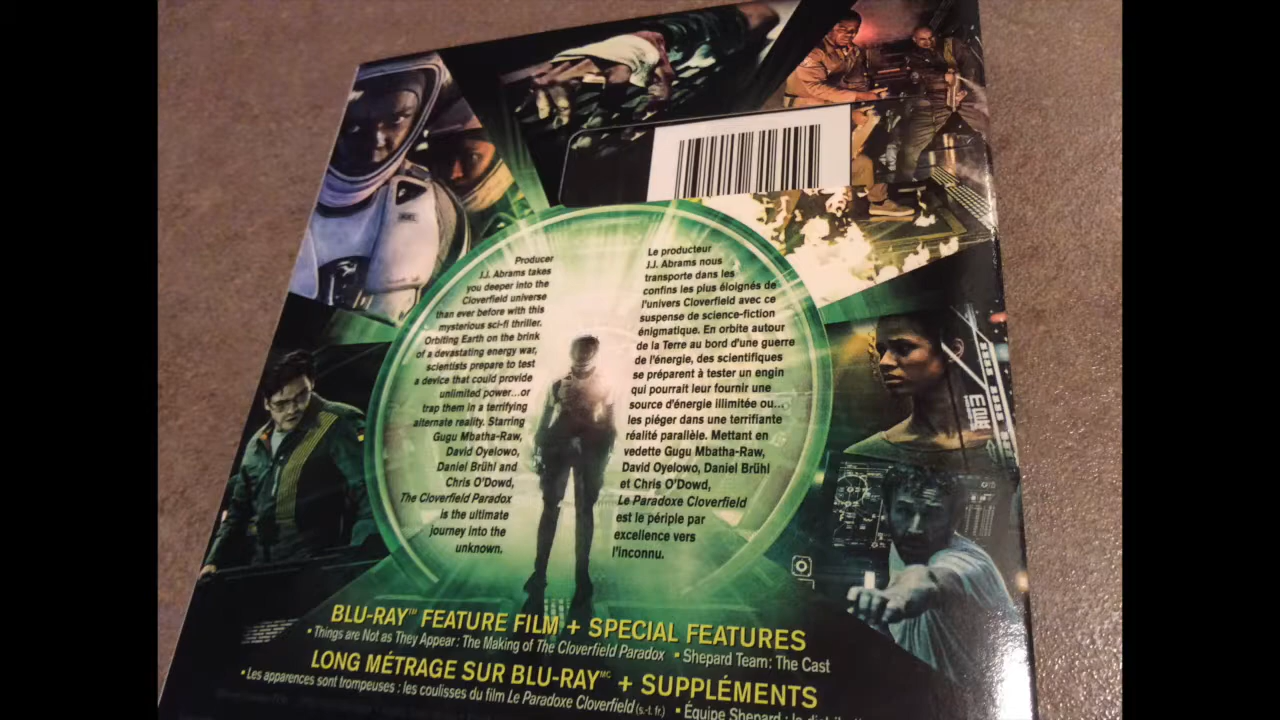 Producer
J.J. Abrams takes
you deeper into the
Cloverfield universe
than ever before with this
mysterious sci-fi thriller.
Orbiting Earth on the brink
of a devastating energy war,
scientists prepare to test
a device that could provide
unlimited power...or
trap them in a terrifying
alternate reality. Starring
Gugu Mbatha-Raw,
David Oyelowo,
Daniel Brühl and
Chris O'Dowd,
The Cloverfield Paradox
is the ultimate
journey into the
unknown.
Le producteur
J.J. Abrams nous
transporte dans les
confins les plus éloignés de
l'univers Cloverfield avec ce
suspense de science-fiction
énigmatique. En orbite autour
de la Terre au bord d'une guerre
de l'énergie, des scientifiques
se préparent à tester un engin
qui pourrait leur fournir une
source d'énergie illimitée ou...
les piéger dans une terrifiante
réalité parallèle. Mettant en
vedette Gugu Mbatha-Raw,
David Oyelowo, Daniel Brühl
et Chris O'Dowd,
Le Paradoxe Cloverfield
est le périple par
excellence vers
l'inconnu.
BLU-RAY™ FEATURE FILM + SPECIAL FEATURES
• Things are Not as They Appear: The Making of The Cloverfield Paradox ▪ Shepard Team: The Cast
LONG MÉTRAGE SUR BLU-RAY MC + SUPPLÉMENTS
• Les apparences sont trompeuses : les coulisses du film Le Paradoxe Cloverfield (s.-t. fr.) ▪ Équipe Shepard : la